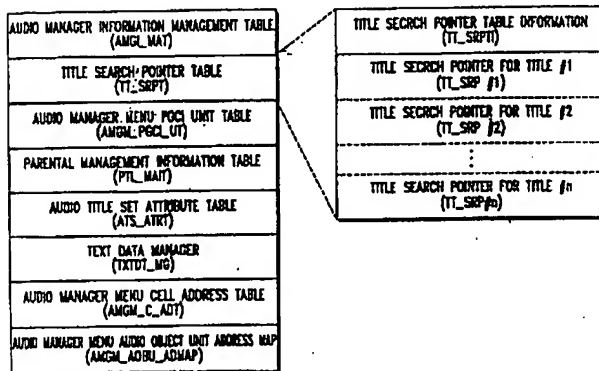 AUDIO MANAGER INFORMATION MANAGEMENT TABLE
(AMGI_MAT)
TITLE SEARCH POINTER TABLE
(TT_SRPT)
AUDIO MANAGER MENU PGCI UNIT TABLE
(AMGM_PGCI_UT)
PARENTAL MANAGEMENT INFORMATION TABLE
(PTL_MAIT)
AUDIO TITLE SET ATTRIBUTE TABLE
(ATS_ATRT)
TEXT DATA MANAGER
(TXTDT_MG)
AUDIO MANAGER MENU CELL ADDRESS TABLE
(AMGM_C_ADT)
AUDIO MANAGER MENU AUDIO OBJECT UNIT ADDRESS MAP
(AMGM_AOBU_ADMAP)
TITLE SECRCH POINTER TABLE INFORMATION
(TT_SRPTI)
TITLE SECRCH POINTER FOR TITLE #1
(TT_SRP #1)
TITLE SECRCH POINTER FOR TITLE #2
(TT_SRP #2)
⋮
TITLE SEARCH POINTER FOR TITLE #n
(TT_SRP#n)